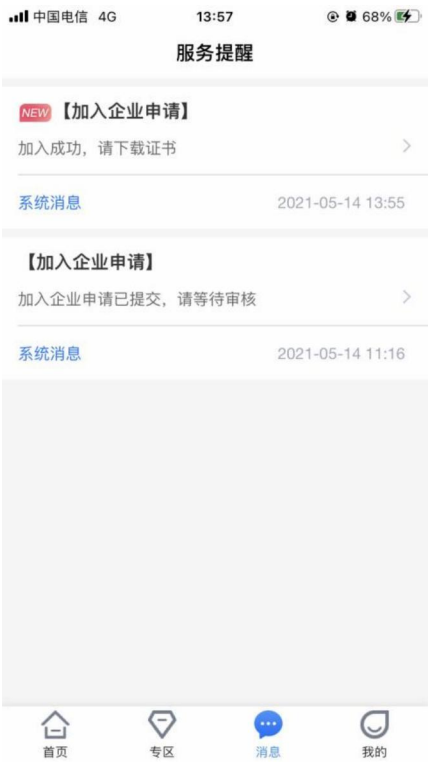 中国电信 4G 13:57 68%
服务提醒
NEW 【加入企业申请】
加入成功，请下载证书
系统消息 2021-05-14 13:55
【加入企业申请】
加入企业申请已提交，请等待审核
系统消息 2021-05-14 11:16
首页 专区 消息 我的